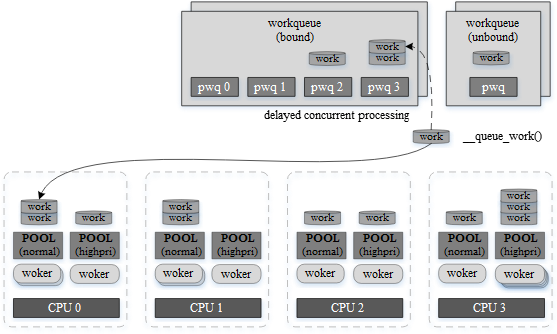 workqueue
(bound)
work
work
work
pwq 0
pwq 1
pwq 2
pwq 3
workqueue
(unbound)
work
pwq
delayed concurrent processing
work
__queue_work()
work
work
work
POOL
(normal)
POOL
(highpri)
woker
woker
CPU 0
work
work
POOL
(normal)
POOL
(highpri)
woker
woker
CPU 1
work
work
POOL
(normal)
POOL
(highpri)
woker
woker
CPU 2
work
work
work
work
POOL
(normal)
POOL
(highpri)
woker
woker
CPU 3